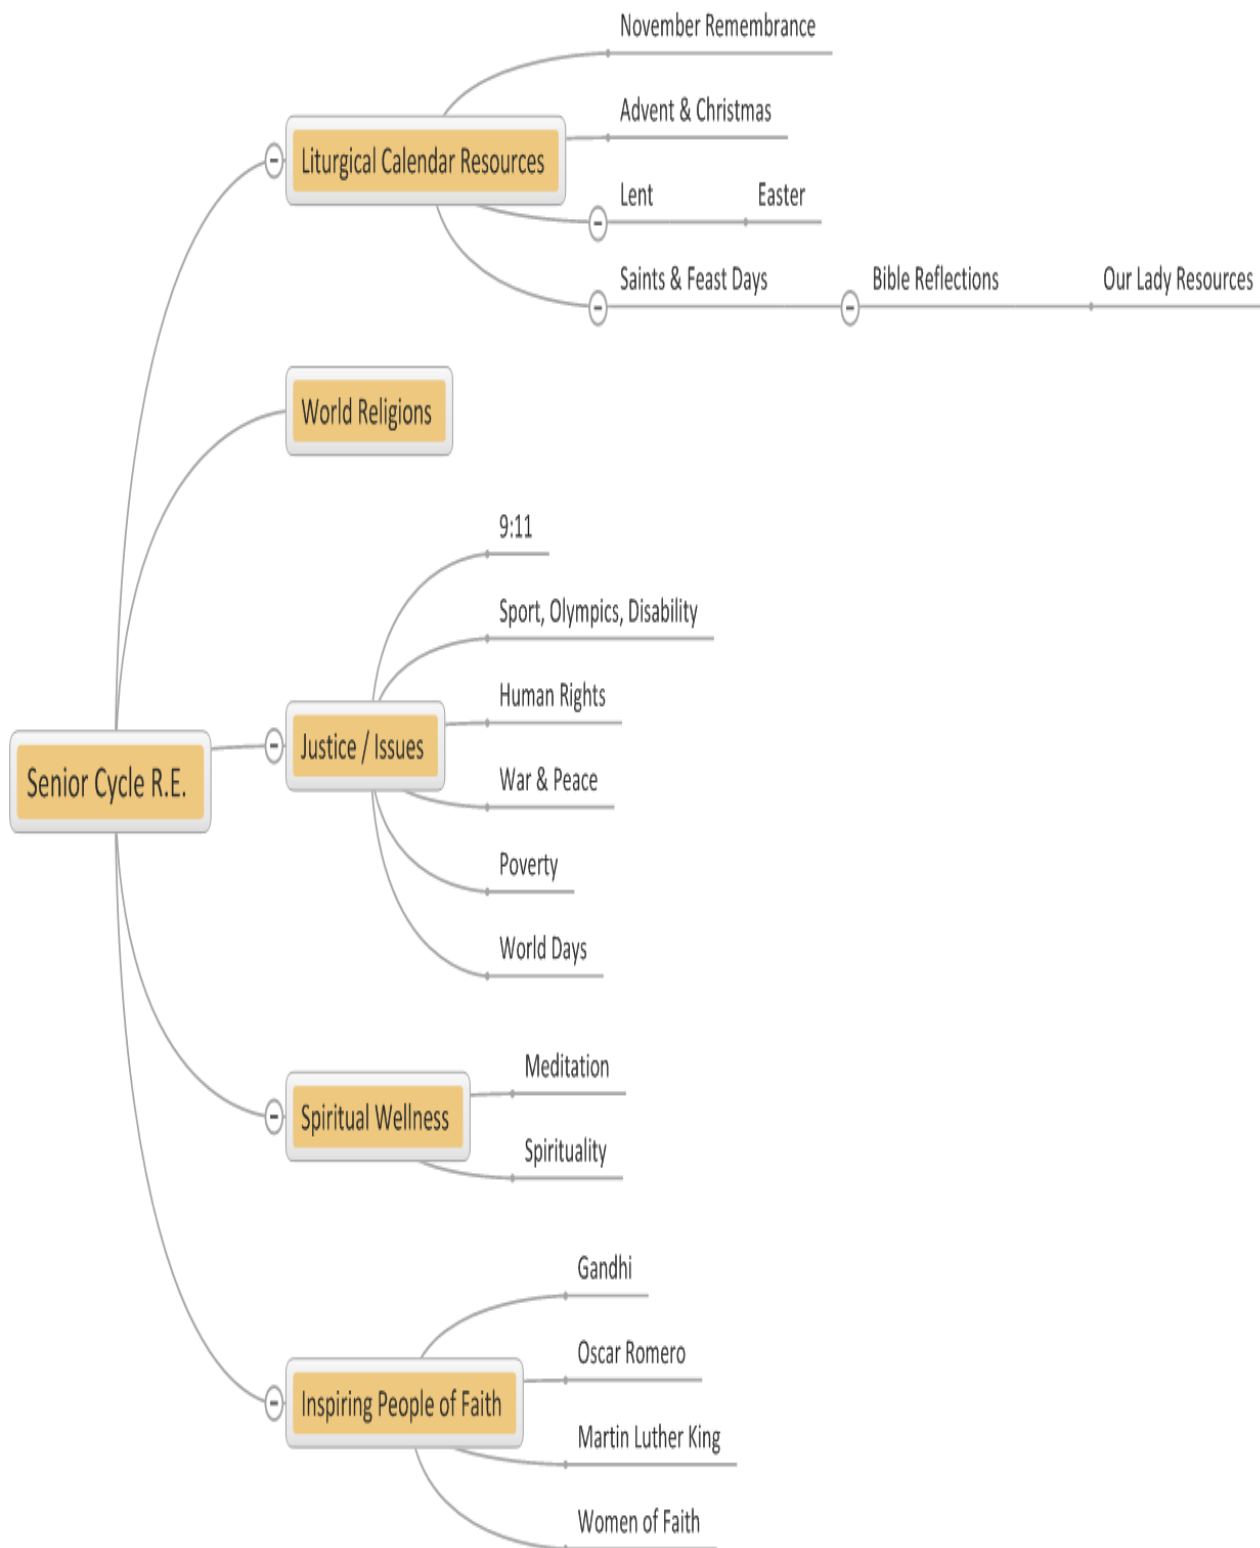 November Remembrance
Advent & Christmas
Liturgical Calendar Resources
Lent
Easter
Saints & Feast Days
Bible Reflections
Our Lady Resources
World Religions
9:11
Sport, Olympics, Disability
Human Rights
Justice / Issues
War & Peace
Senior Cycle R.E.
Poverty
World Days
Meditation
Spiritual Wellness
Spirituality
Gandhi
Oscar Romero
Inspiring People of Faith
Martin Luther King
Women of Faith